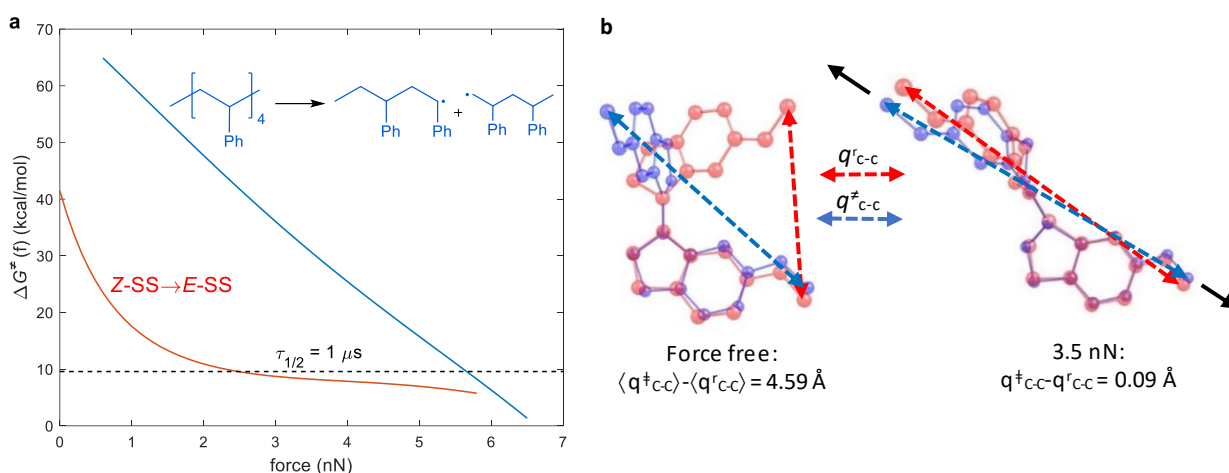 a
b
70
60
50
40
30
20
10
0
ΔG≠ (f) (kcal/mol)
4
Ph
Ph
+
Ph
Ph
Z-SS→E-SS
τ1/2 = 1 μs
0 1 2 3 4 5 6 7
force (nN)
qrC-C
q≠C-C
Force free:
⟨q‡C-C⟩-⟨qrC-C⟩ = 4.59 Å
3.5 nN:
q‡C-C-qrC-C = 0.09 Å